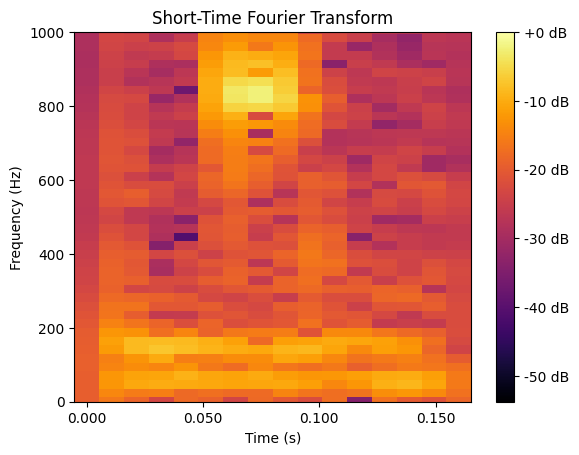 Short-Time Fourier Transform
1000
800
600
400
200
0
Frequency (Hz)
0.000
0.050
0.100
0.150
Time (s)
+0 dB
-10 dB
-20 dB
-30 dB
-40 dB
-50 dB